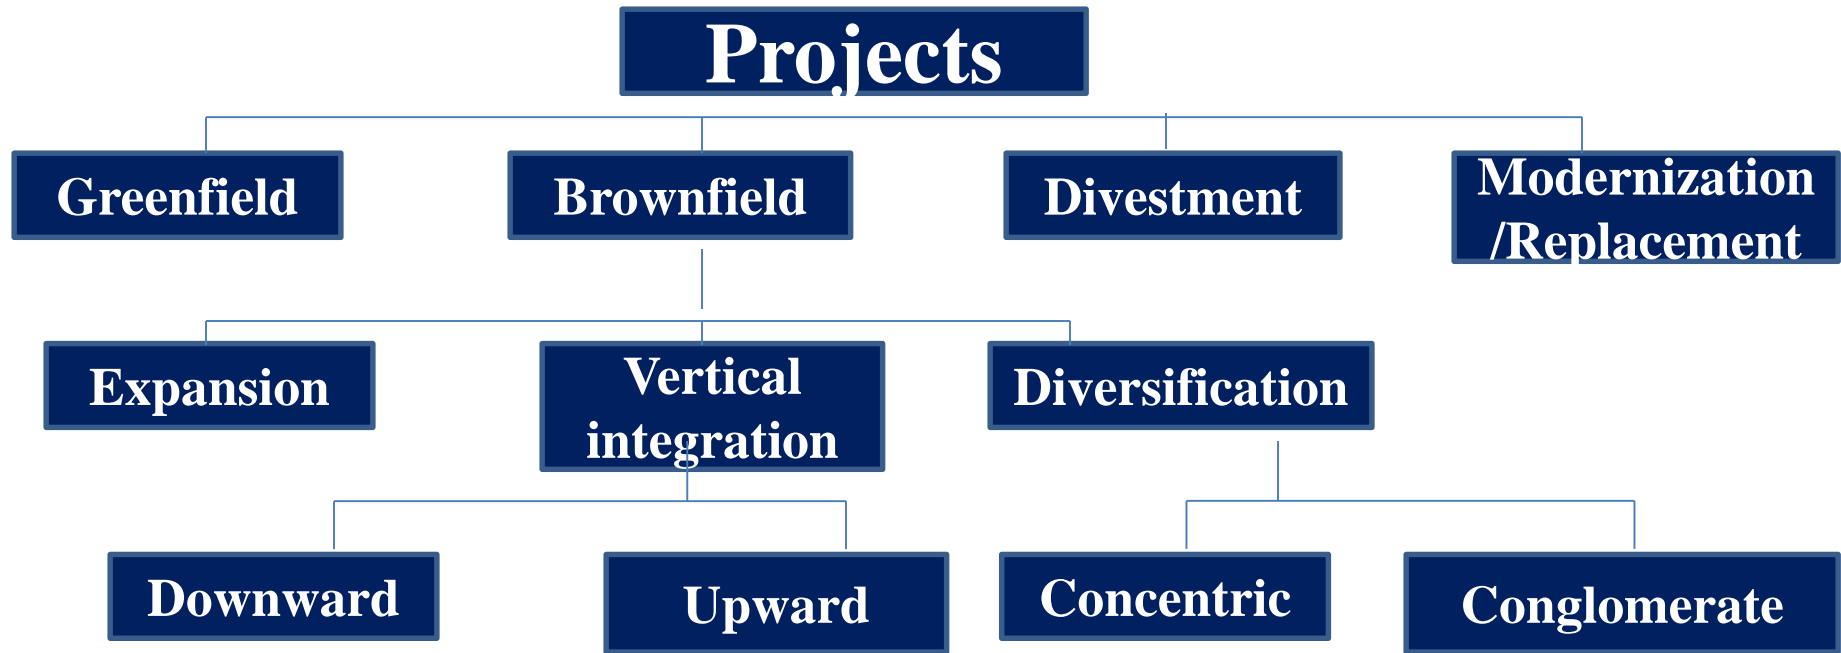 Projects
Greenfield
Brownfield
Divestment
Modernization
/Replacement
Expansion
Vertical
integration
Diversification
Downward
Upward
Concentric
Conglomerate